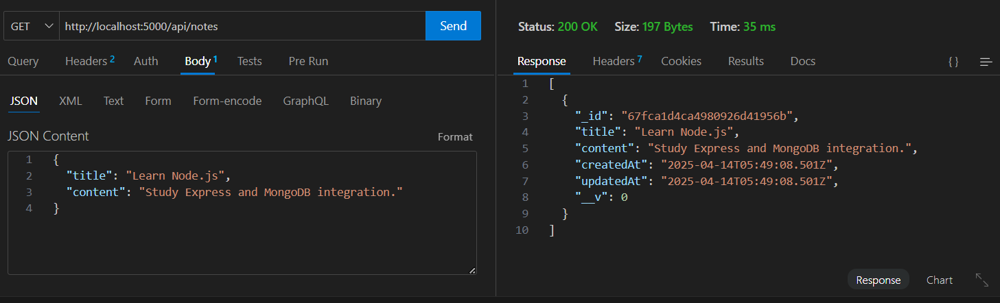 GET http://localhost:5000/api/notes Send
Query Headers 2 Auth Body 1 Tests Pre Run
JSON XML Text Form Form-encode GraphQL Binary
JSON Content Format
1 {
2 "title": "Learn Node.js",
3 "content": "Study Express and MongoDB integration."
4 }
Status: 200 OK Size: 197 Bytes Time: 35 ms
Response Headers 7 Cookies Results Docs { }
1 [
2 {
3 "_id": "67fca1d4ca4980926d41956b",
4 "title": "Learn Node.js",
5 "content": "Study Express and MongoDB integration.",
6 "createdAt": "2025-04-14T05:49:08.501Z",
7 "updatedAt": "2025-04-14T05:49:08.501Z",
8 "__v": 0
9 }
10 ]
Response Chart